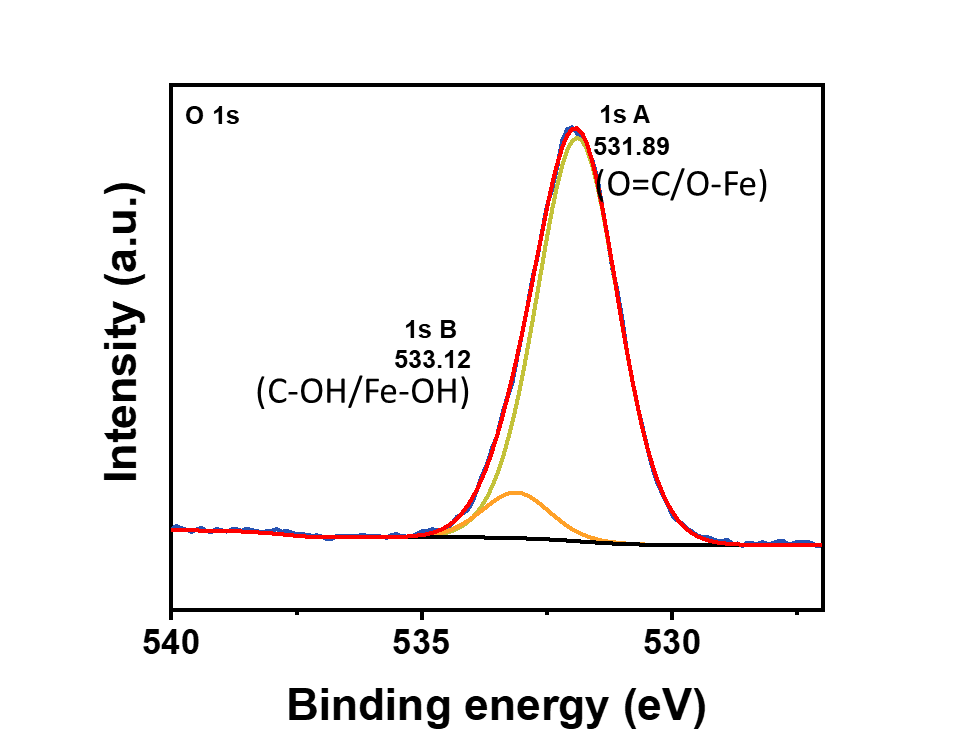 O 1s
1s A
531.89
(O=C/O-Fe)
1s B
533.12
(C-OH/Fe-OH)
Intensity (a.u.)
540
535
530
Binding energy (eV)